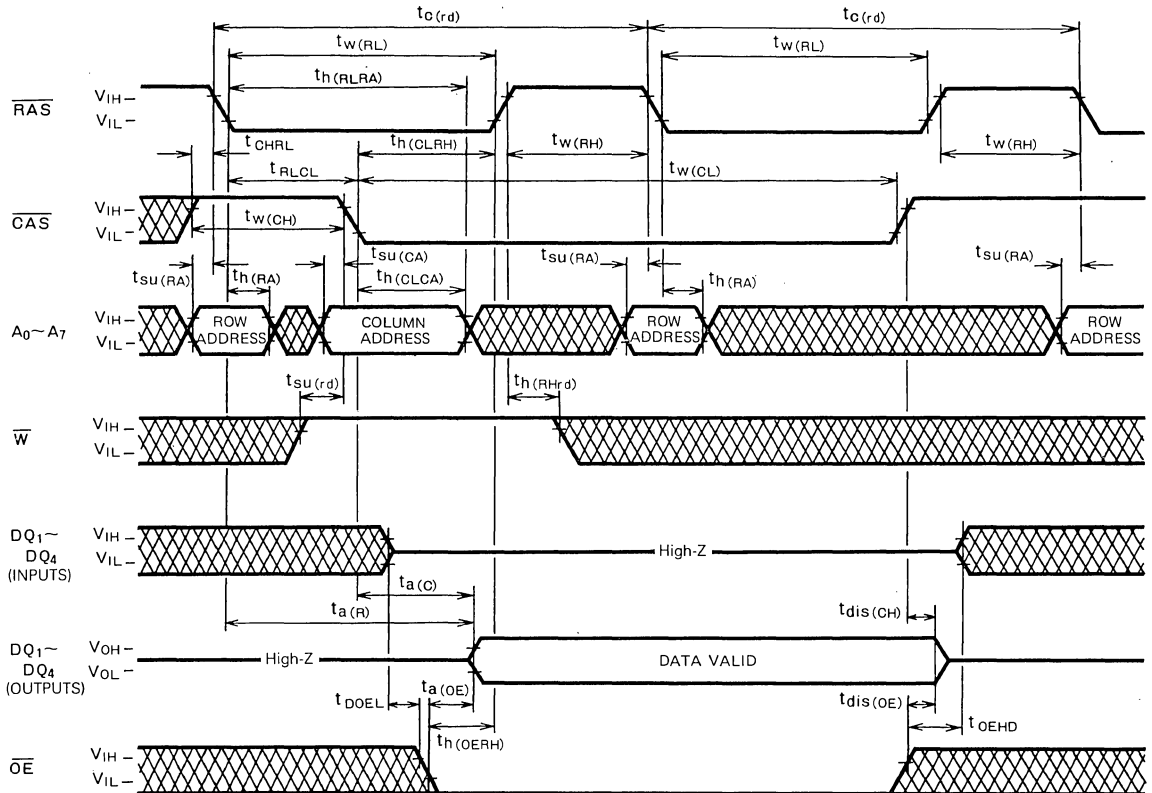 tC(rd) tC(rd)
tW(RL) tW(RL)
th(RLRA)
RAS VIH VIL
tCHRL th(CLRH) tW(RH) tW(RH)
tRLCL tW(CL)
CAS VIH VIL
tW(CH)
tsu(RA) tsu(CA) tsu(RA) tsu(RA)
th(RA) th(CLCA) th(RA)
A0~A7 VIH VIL
ROW ADDRESS
COLUMN ADDRESS
ROW ADDRESS
ROW ADDRESS
tsu(rd) th(RHrd)
W VIH VIL
DQ1~
DQ4
(INPUTS)
VIH VIL
High-Z
ta(C)
ta(R) tdis(CH)
DQ1~
DQ4
(OUTPUTS)
VOH VOL
High-Z DATA VALID
tDOEL ta(OE) tdis(OE) tOEHD
th(OERH)
OE VIH VIL